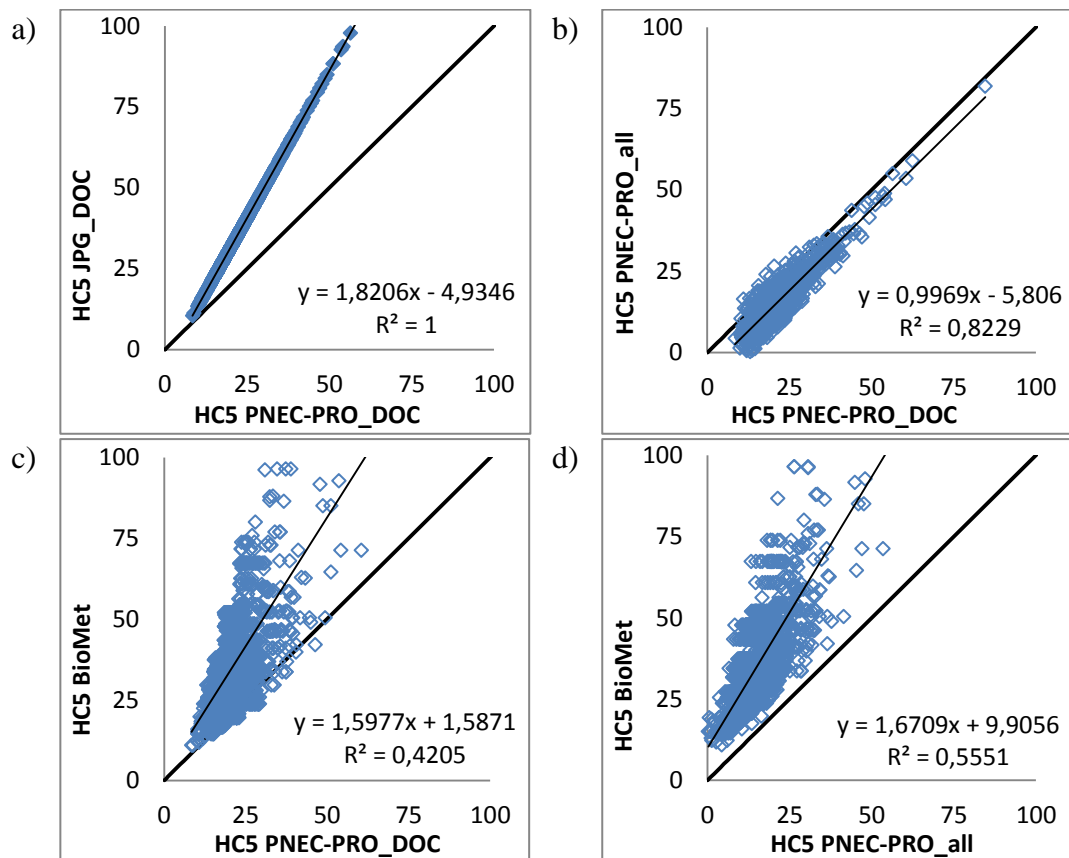 a)
100
75
50
25
0
HC5 JPG_DOC
y = 1,8206x - 4,9346
R² = 1
0 25 50 75 100
HC5 PNEC-PRO_DOC
b)
100
75
50
25
0
HC5 PNEC-PRO_all
y = 0,9969x - 5,806
R² = 0,8229
0 25 50 75 100
HC5 PNEC-PRO_DOC
c)
100
75
50
25
0
HC5 BioMet
y = 1,5977x + 1,5871
R² = 0,4205
0 25 50 75 100
HC5 PNEC-PRO_DOC
d)
100
75
50
25
0
HC5 BioMet
y = 1,6709x + 9,9056
R² = 0,5551
0 25 50 75 100
HC5 PNEC-PRO_all